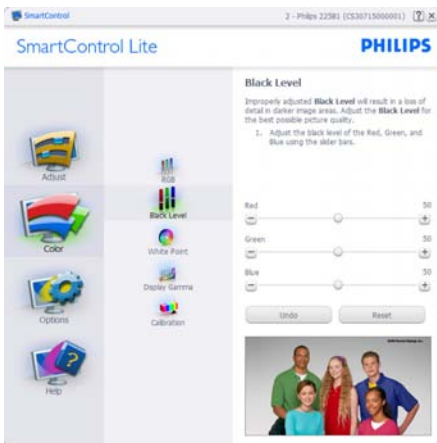 SmartControl
2 - Philips 225B1 (CS30715000001)
SmartControl Lite
PHILIPS
Adjust
Color
Options
Help
RGB
Black Level
White Point
Display Gamma
Calibration
Black Level
Improperly adjusted Black Level will result in a loss of
detail in darker image areas. Adjust the Black Level for
the best possible picture quality.
1. Adjust the black level of the Red, Green, and
Blue using the slider bars.
Red 50
Green 50
Blue 50
Undo Reset